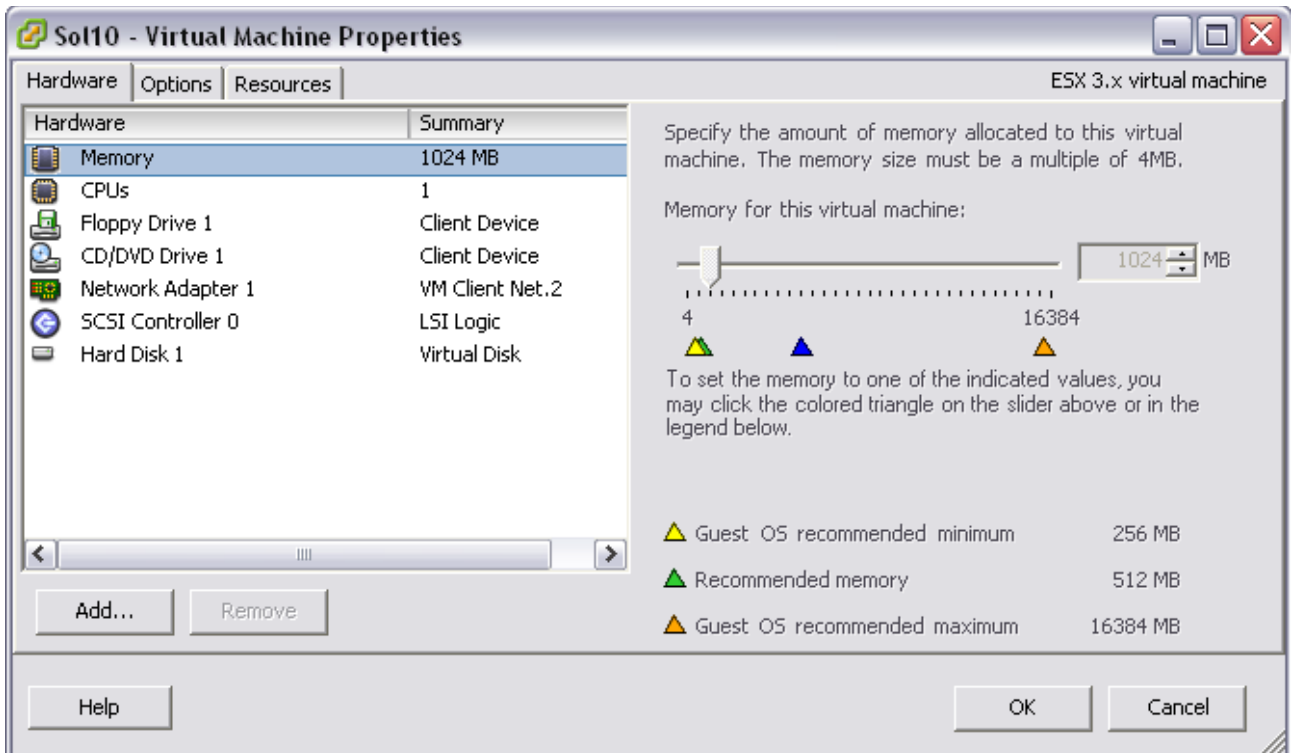 Sol10 - Virtual Machine Properties
Hardware Options Resources ESX 3.x virtual machine
Hardware Summary
Memory 1024 MB
CPUs 1
Floppy Drive 1 Client Device
CD/DVD Drive 1 Client Device
Network Adapter 1 VM Client Net.2
SCSI Controller 0 LSI Logic
Hard Disk 1 Virtual Disk
Add... Remove
Specify the amount of memory allocated to this virtual
machine. The memory size must be a multiple of 4MB.
Memory for this virtual machine:
1024 MB
4 16384
To set the memory to one of the indicated values, you
may click the colored triangle on the slider above or in the
legend below.
Guest OS recommended minimum 256 MB
Recommended memory 512 MB
Guest OS recommended maximum 16384 MB
Help OK Cancel